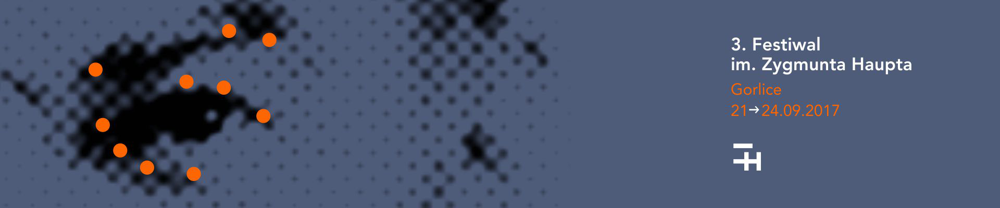 3. Festiwal
im. Zygmunta Haupta
Gorlice
21→24.09.2017